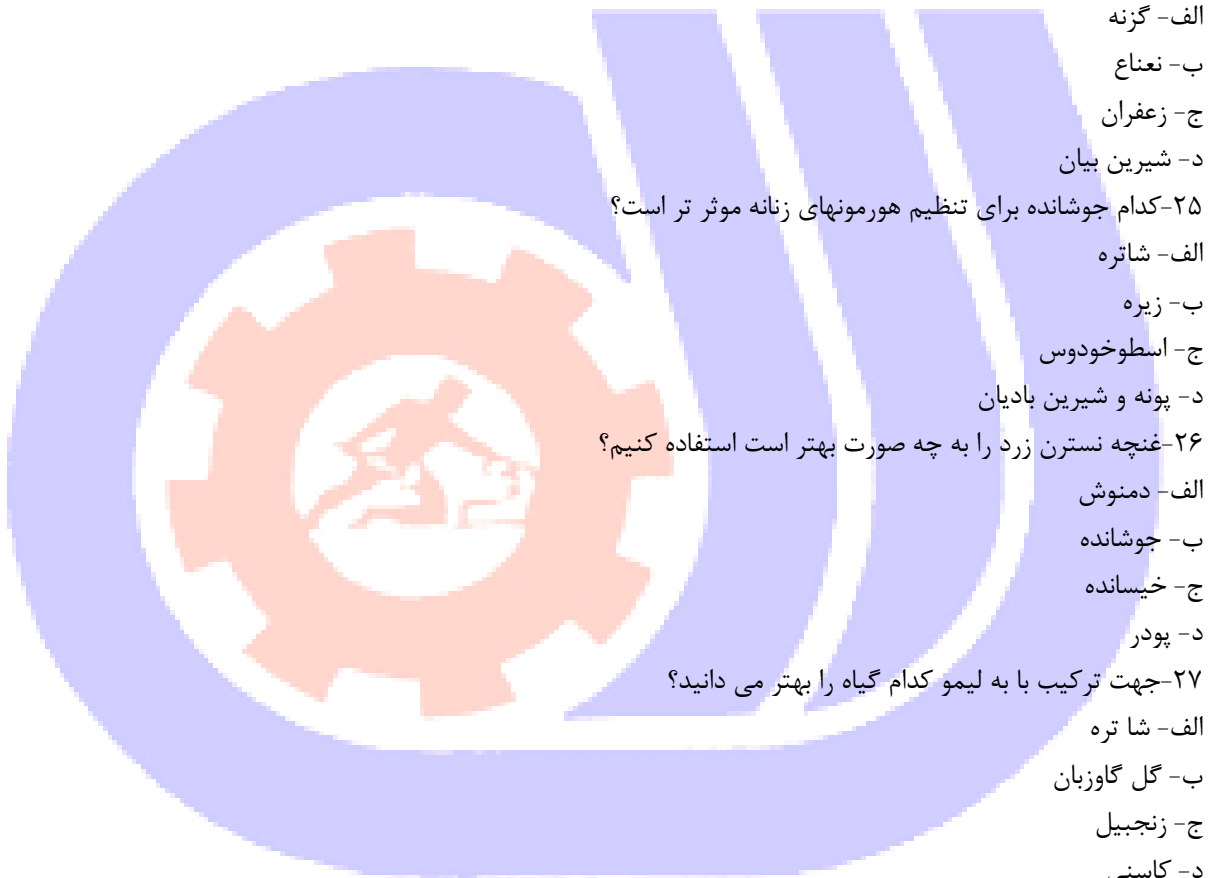 الف- گزنه
ب- نعناع
ج- زعفران
د- شیرین بیان
۲۵-کدام جوشانده برای تنظیم هورمونهای زنانه موثر تر است؟
الف- شاتره
ب- زیره
ج- اسطوخودوس
د- پونه و شیرین بادیان
۲۶-غنچه نسترن زرد را به چه صورت بهتر است استفاده کنیم؟
الف- دمنوش
ب- جوشانده
ج- خیسانده
د- پودر
۲۷-جهت ترکیب با به لیمو کدام گیاه را بهتر می دانید؟
الف- شا تره
ب- گل گاوزبان
ج- زنجبیل
د- کاسنی